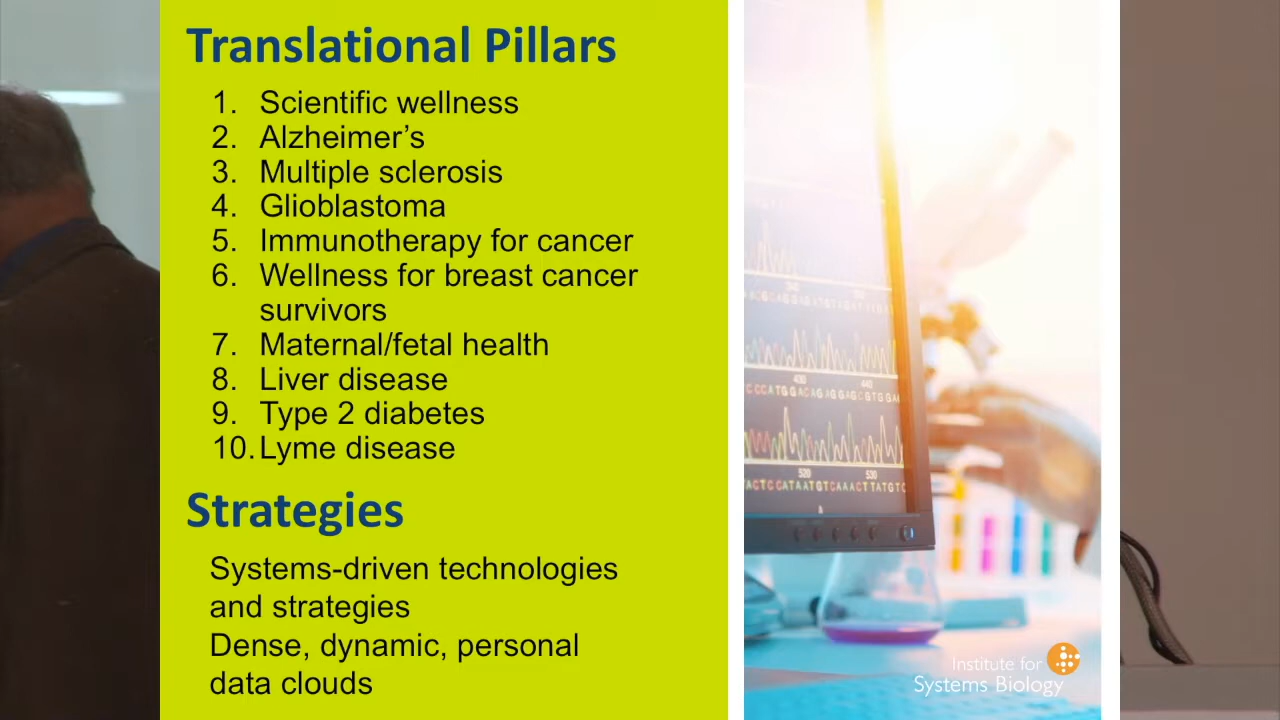 Translational Pillars
1. Scientific wellness
2. Alzheimer’s
3. Multiple sclerosis
4. Glioblastoma
5. Immunotherapy for cancer
6. Wellness for breast cancer
survivors
7. Maternal/fetal health
8. Liver disease
9. Type 2 diabetes
10. Lyme disease
Strategies
Systems-driven technologies
and strategies
Dense, dynamic, personal
data clouds
520 530
Institute for
Systems Biology